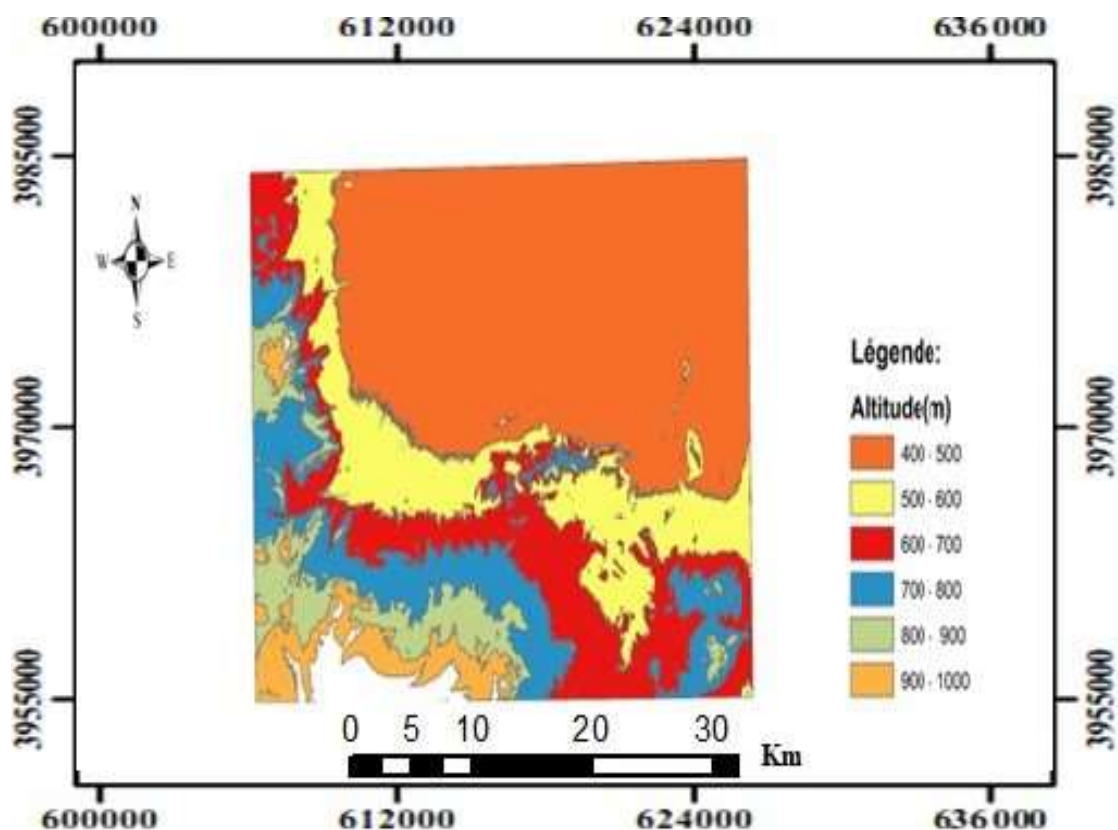 600000 612000 624000 636000
3985000 3985000
N
W E
S
Légende:
Altitude(m)
3970000 3970000
400 - 500
500 - 600
600 - 700
700 - 800
800 - 900
900 - 1000
3955000 3955000
0 5 10 20 30
Km
600000 612000 624000 636000